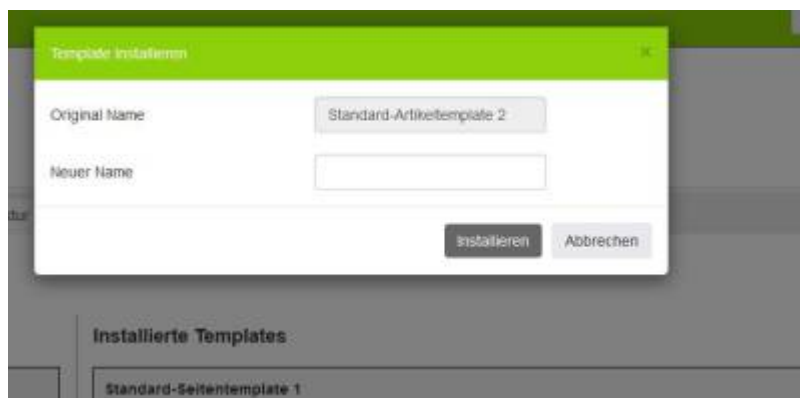 Template installieren ×
Original Name
Standard-Artikeltemplate 2
Neuer Name
Installieren
Abbrechen
Installierte Templates
Standard-Seitentemplate 1